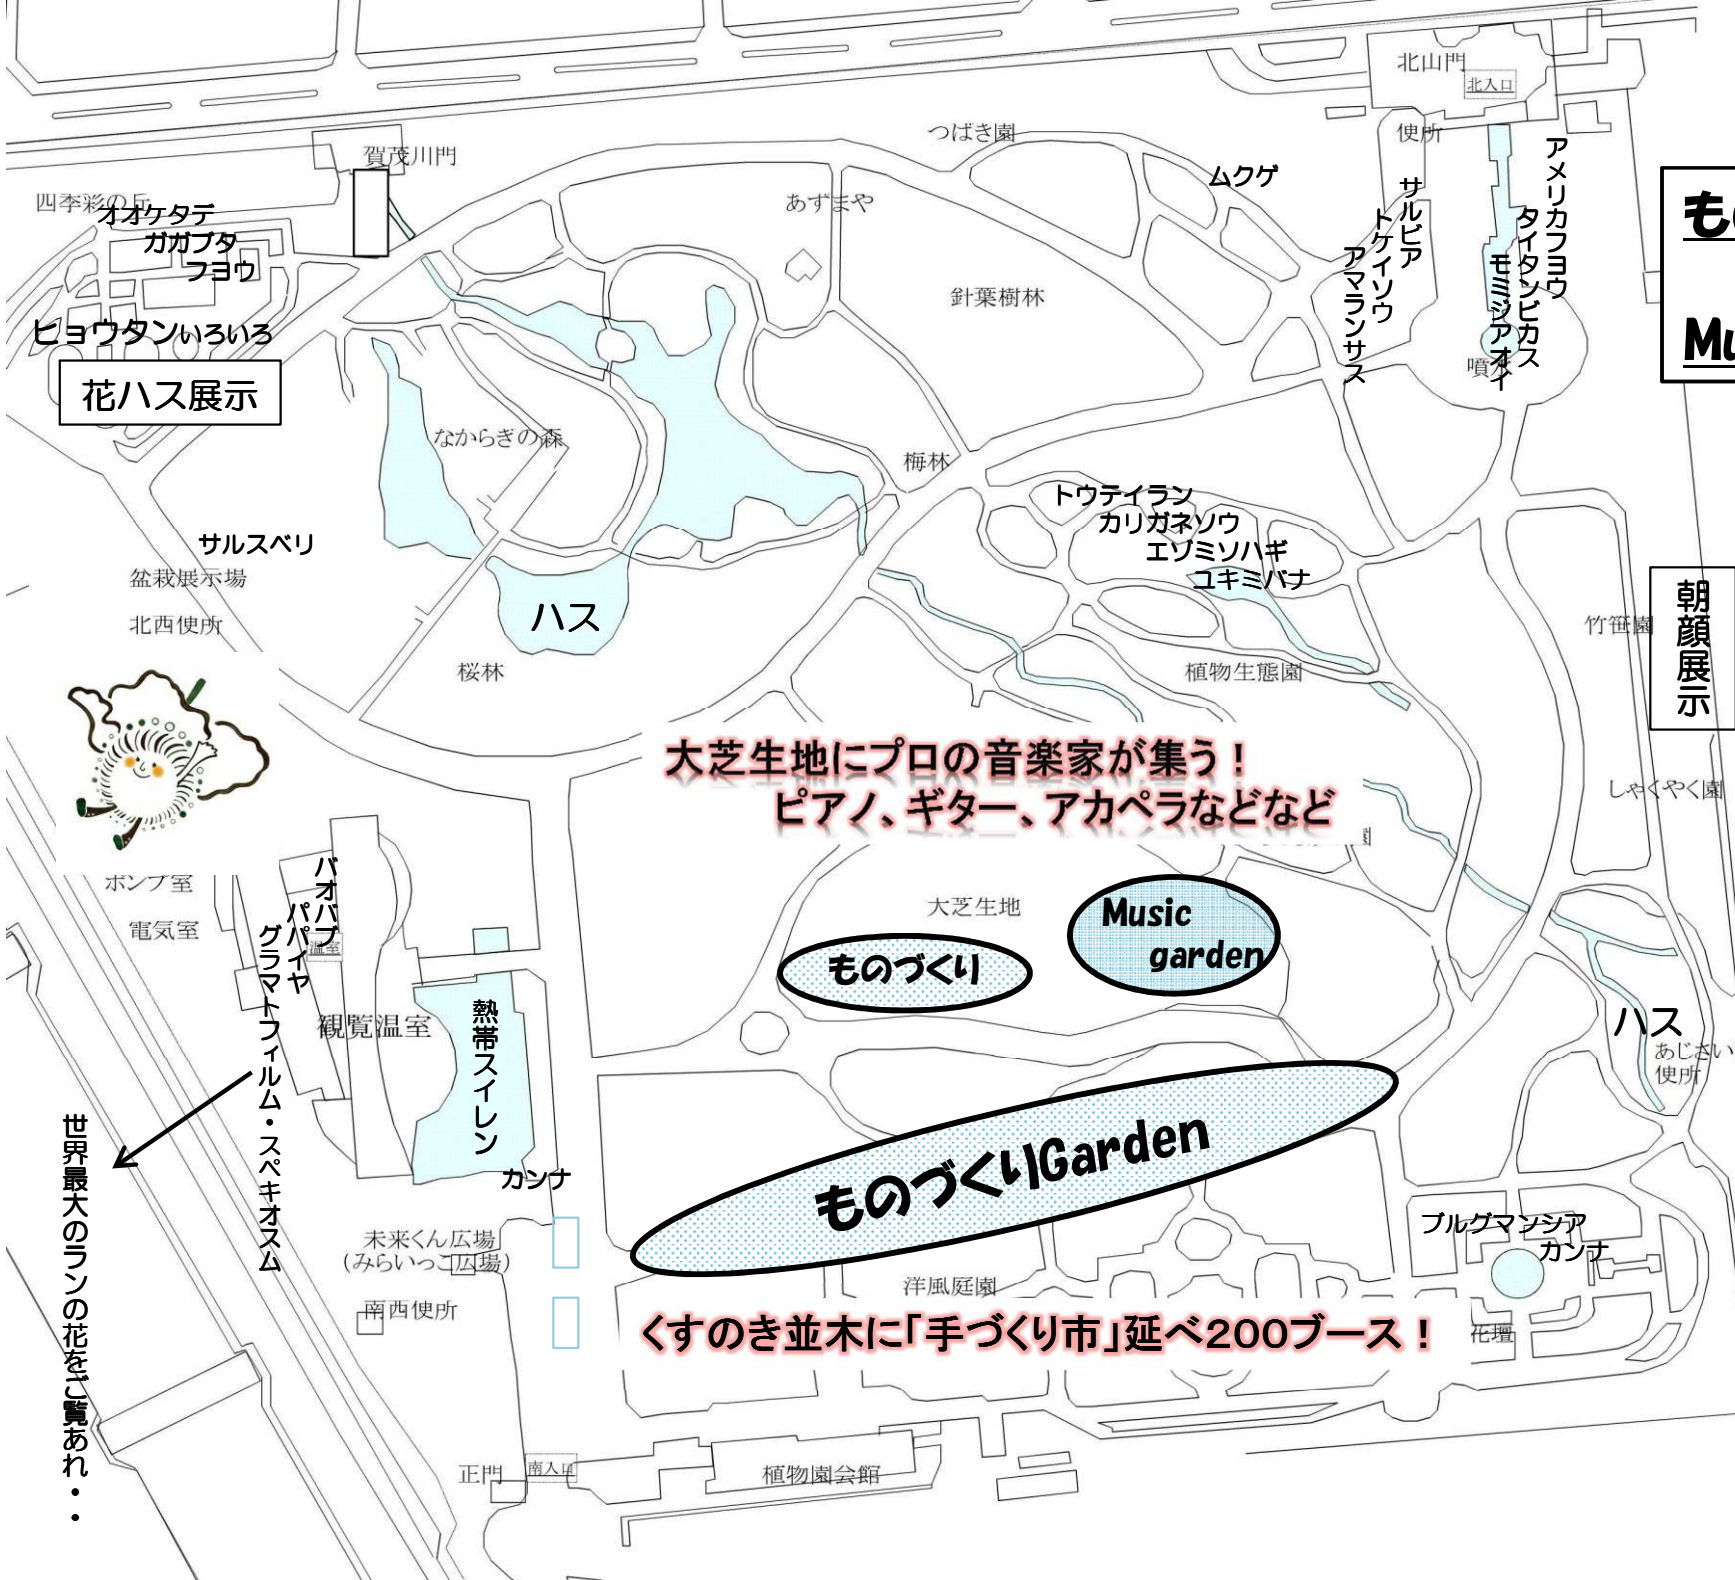 北山門
北入口
便所
つばき園
賀茂川門
ムクゲ
アメリカフヨウ
タイタンビカス
モミジアオイ
サルビア
トケイソウ
アマランサス
四季彩の丘
オオケタデ
ガガブタ
フヨウ
あずまや
針葉樹林
ヒョウタンいろいろ
花ハス展示
噴水
なからぎの森
梅林
トウテイラン
カリガネソウ
エゾミソハギ
ユキミバナ
サルスベリ
盆栽展示場
北西便所
ハス
桜林
植物生態園
竹笹園
朝顔展示
しゃくやく園
大芝生地にプロの音楽家が集う！
ピアノ、ギター、アカペラなどなど
園
ポンプ室
電気室
バオバブ
パパイヤ
グラマトフィルム・スペキオスム
温室
観覧温室
熱帯スイレン
大芝生地
Music
garden
ものづくり
ハス
あじさい
便所
世界最大のランの花をご覧あれ・・
カンナ
ものづくりGarden
未来くん広場
(みらいっこ広場)
南西便所
洋風庭園
ブルグマンシア
カンナ
花壇
くすのき並木に「手づくり市」延べ200ブース！
正門
南入口
植物園会館
も
Mu